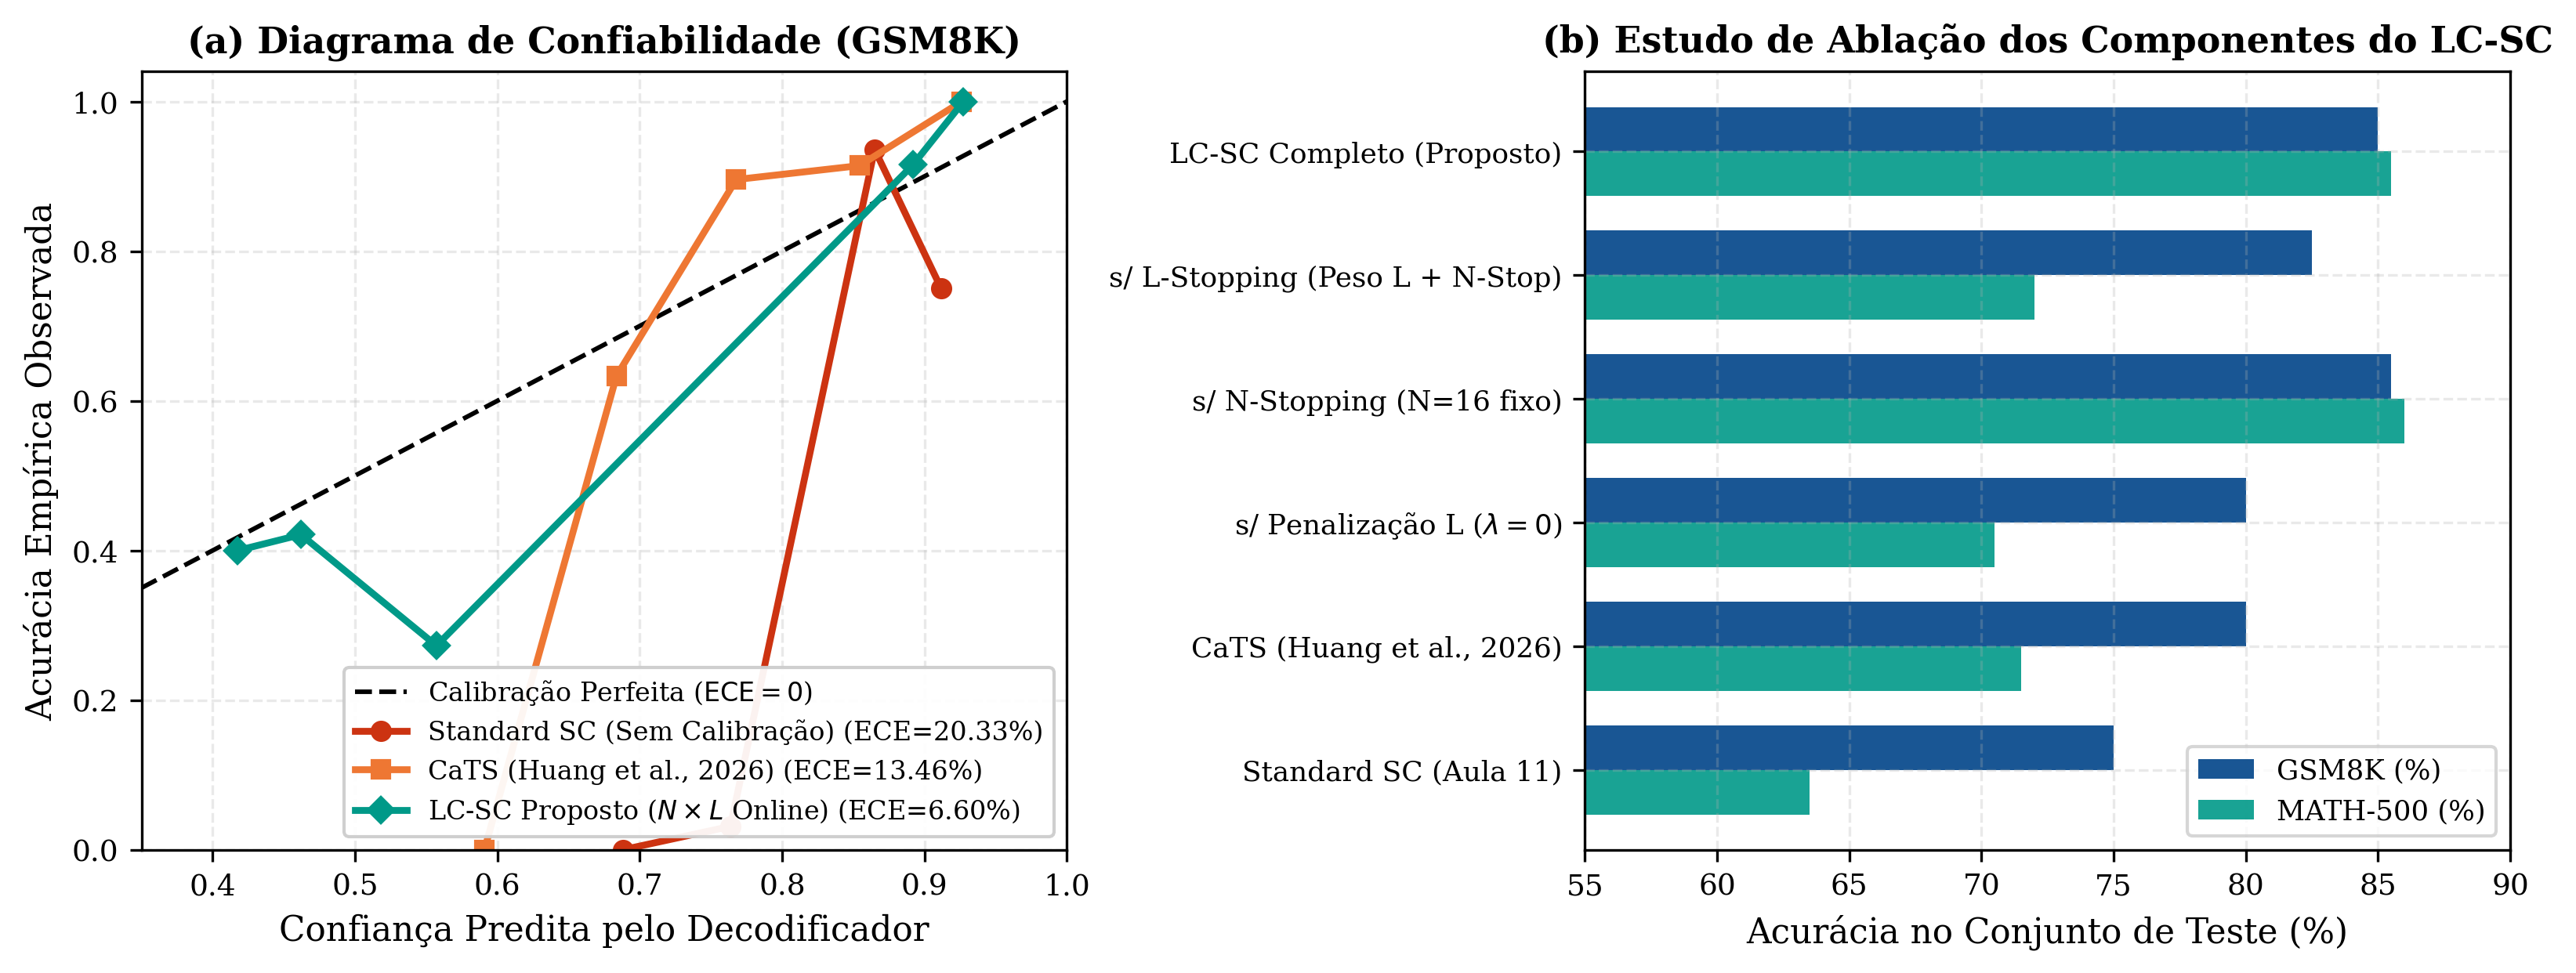 (a) Diagrama de Confiabilidade (GSM8K)
Acurácia Empírica Observada
1.0
0.8
0.6
0.4
0.2
0.0
Calibração Perfeita (ECE = 0)
Standard SC (Sem Calibração) (ECE=20.33%)
CaTS (Huang et al., 2026) (ECE=13.46%)
LC-SC Proposto (N × L Online) (ECE=6.60%)
0.4 0.5 0.6 0.7 0.8 0.9 1.0
Confiança Predita pelo Decodificador
(b) Estudo de Ablação dos Componentes do LC-SC
LC-SC Completo (Proposto)
s/ L-Stopping (Peso L + N-Stop)
s/ N-Stopping (N=16 fixo)
s/ Penalização L (λ = 0)
CaTS (Huang et al., 2026)
Standard SC (Aula 11)
GSM8K (%)
MATH-500 (%)
55 60 65 70 75 80 85 90
Acurácia no Conjunto de Teste (%)